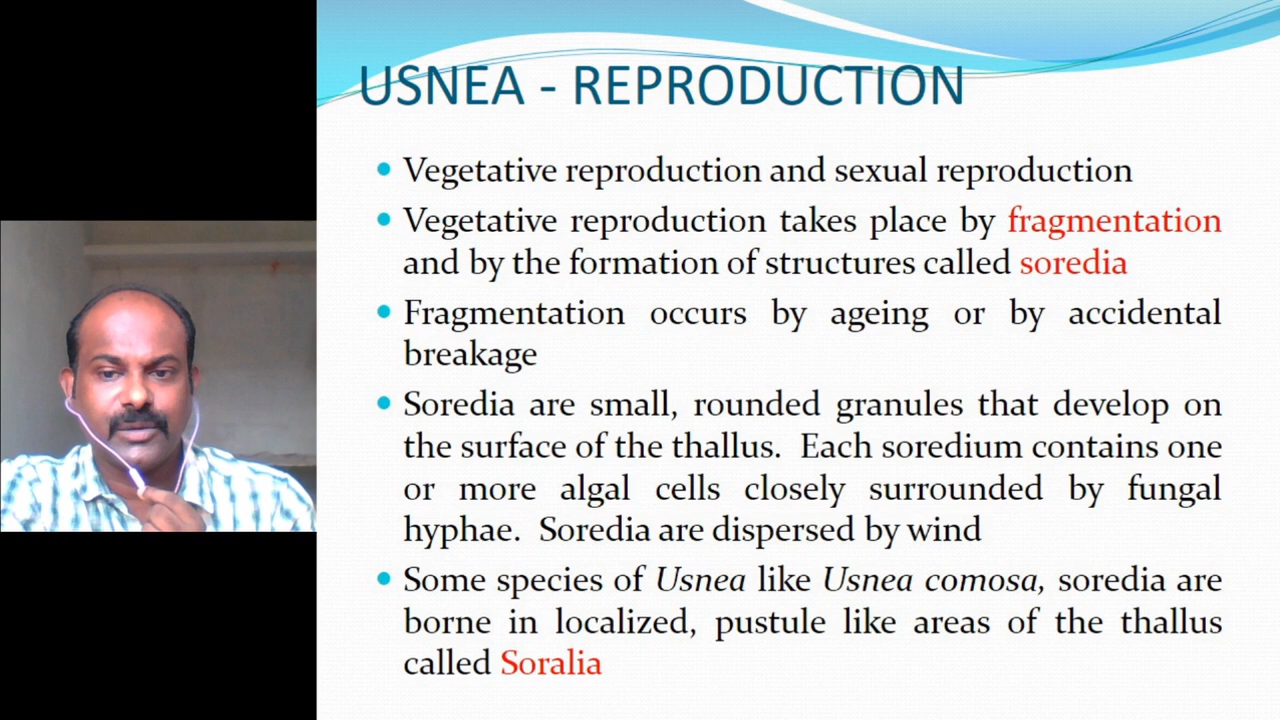 USNEA - REPRODUCTION
Vegetative reproduction and sexual reproduction
Vegetative reproduction takes place by fragmentation
and by the formation of structures called soredia
Fragmentation occurs by ageing or by accidental
breakage
Soredia are small, rounded granules that develop on
the surface of the thallus. Each soredium contains one
or more algal cells closely surrounded by fungal
hyphae. Soredia are dispersed by wind
Some species of Usnea like Usnea comosa, soredia are
borne in localized, pustule like areas of the thallus
called Soralia